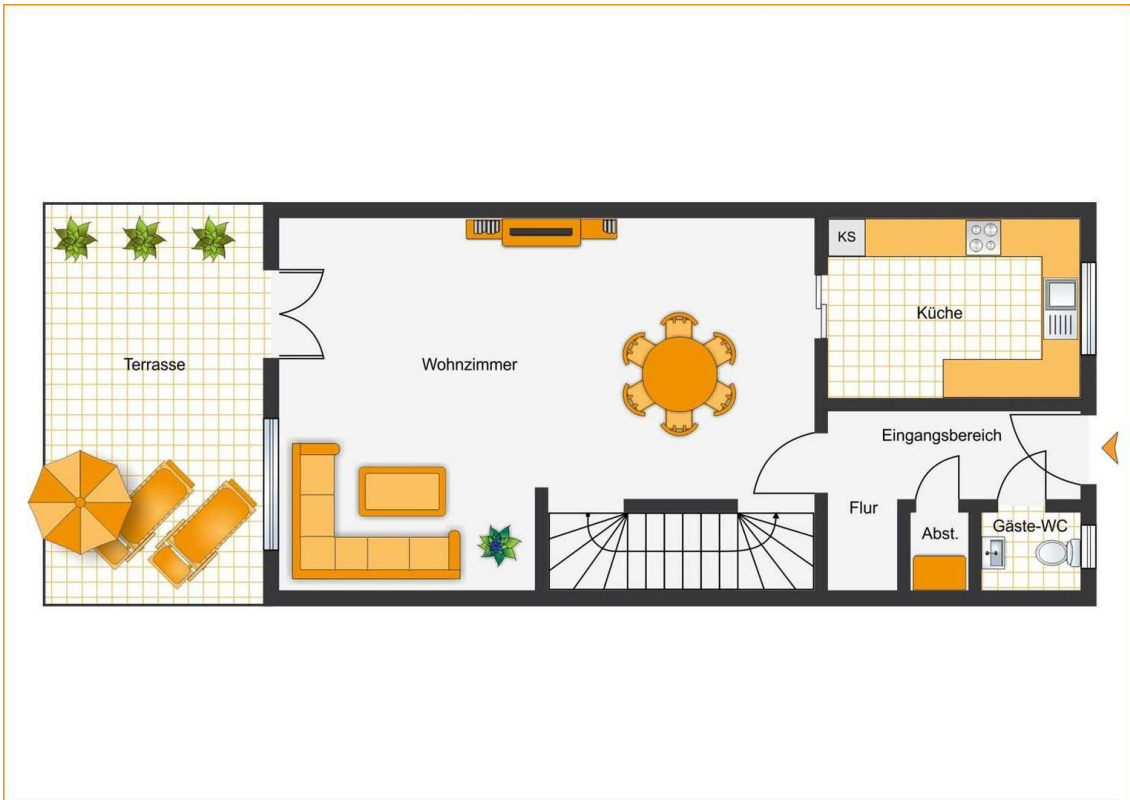 KS
Küche
Terrasse
Wohnzimmer
Eingangsbereich
Flur
Abst.
Gäste-WC